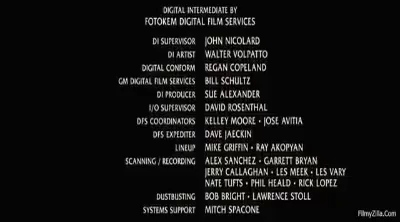 DIGITAL INTERMEDIATE BY
FOTOKEM DIGITAL FILM SERVICES
DI SUPERVISOR JOHN NICOLARD
DI ARTIST WALTER VOLPATTO
DIGITAL CONFORM REGAN COPELAND
GM DIGITAL FILM SERVICES BILL SCHULTZ
DI PRODUCER SUE ALEXANDER
I/O SUPERVISOR DAVID ROSENTHAL
DFS COORDINATORS KELLEY MOORE • JOSE AVITIA
DFS EXPEDITER DAVE JAECKIN
LINEUP MIKE GRIFFIN • RAY AKOPYAN
SCANNING / RECORDING ALEX SANCHEZ • GARRETT BRYAN
JERRY CALLAGHAN • LES MEEK • LES VARY
NATE TUFTS • PHIL HEALD • RICK LOPEZ
DUSTBUSTING BOB BRIGHT • LAWRENCE STOLL
SYSTEMS SUPPORT MITCH SPACONE
FilmyZilla.Com